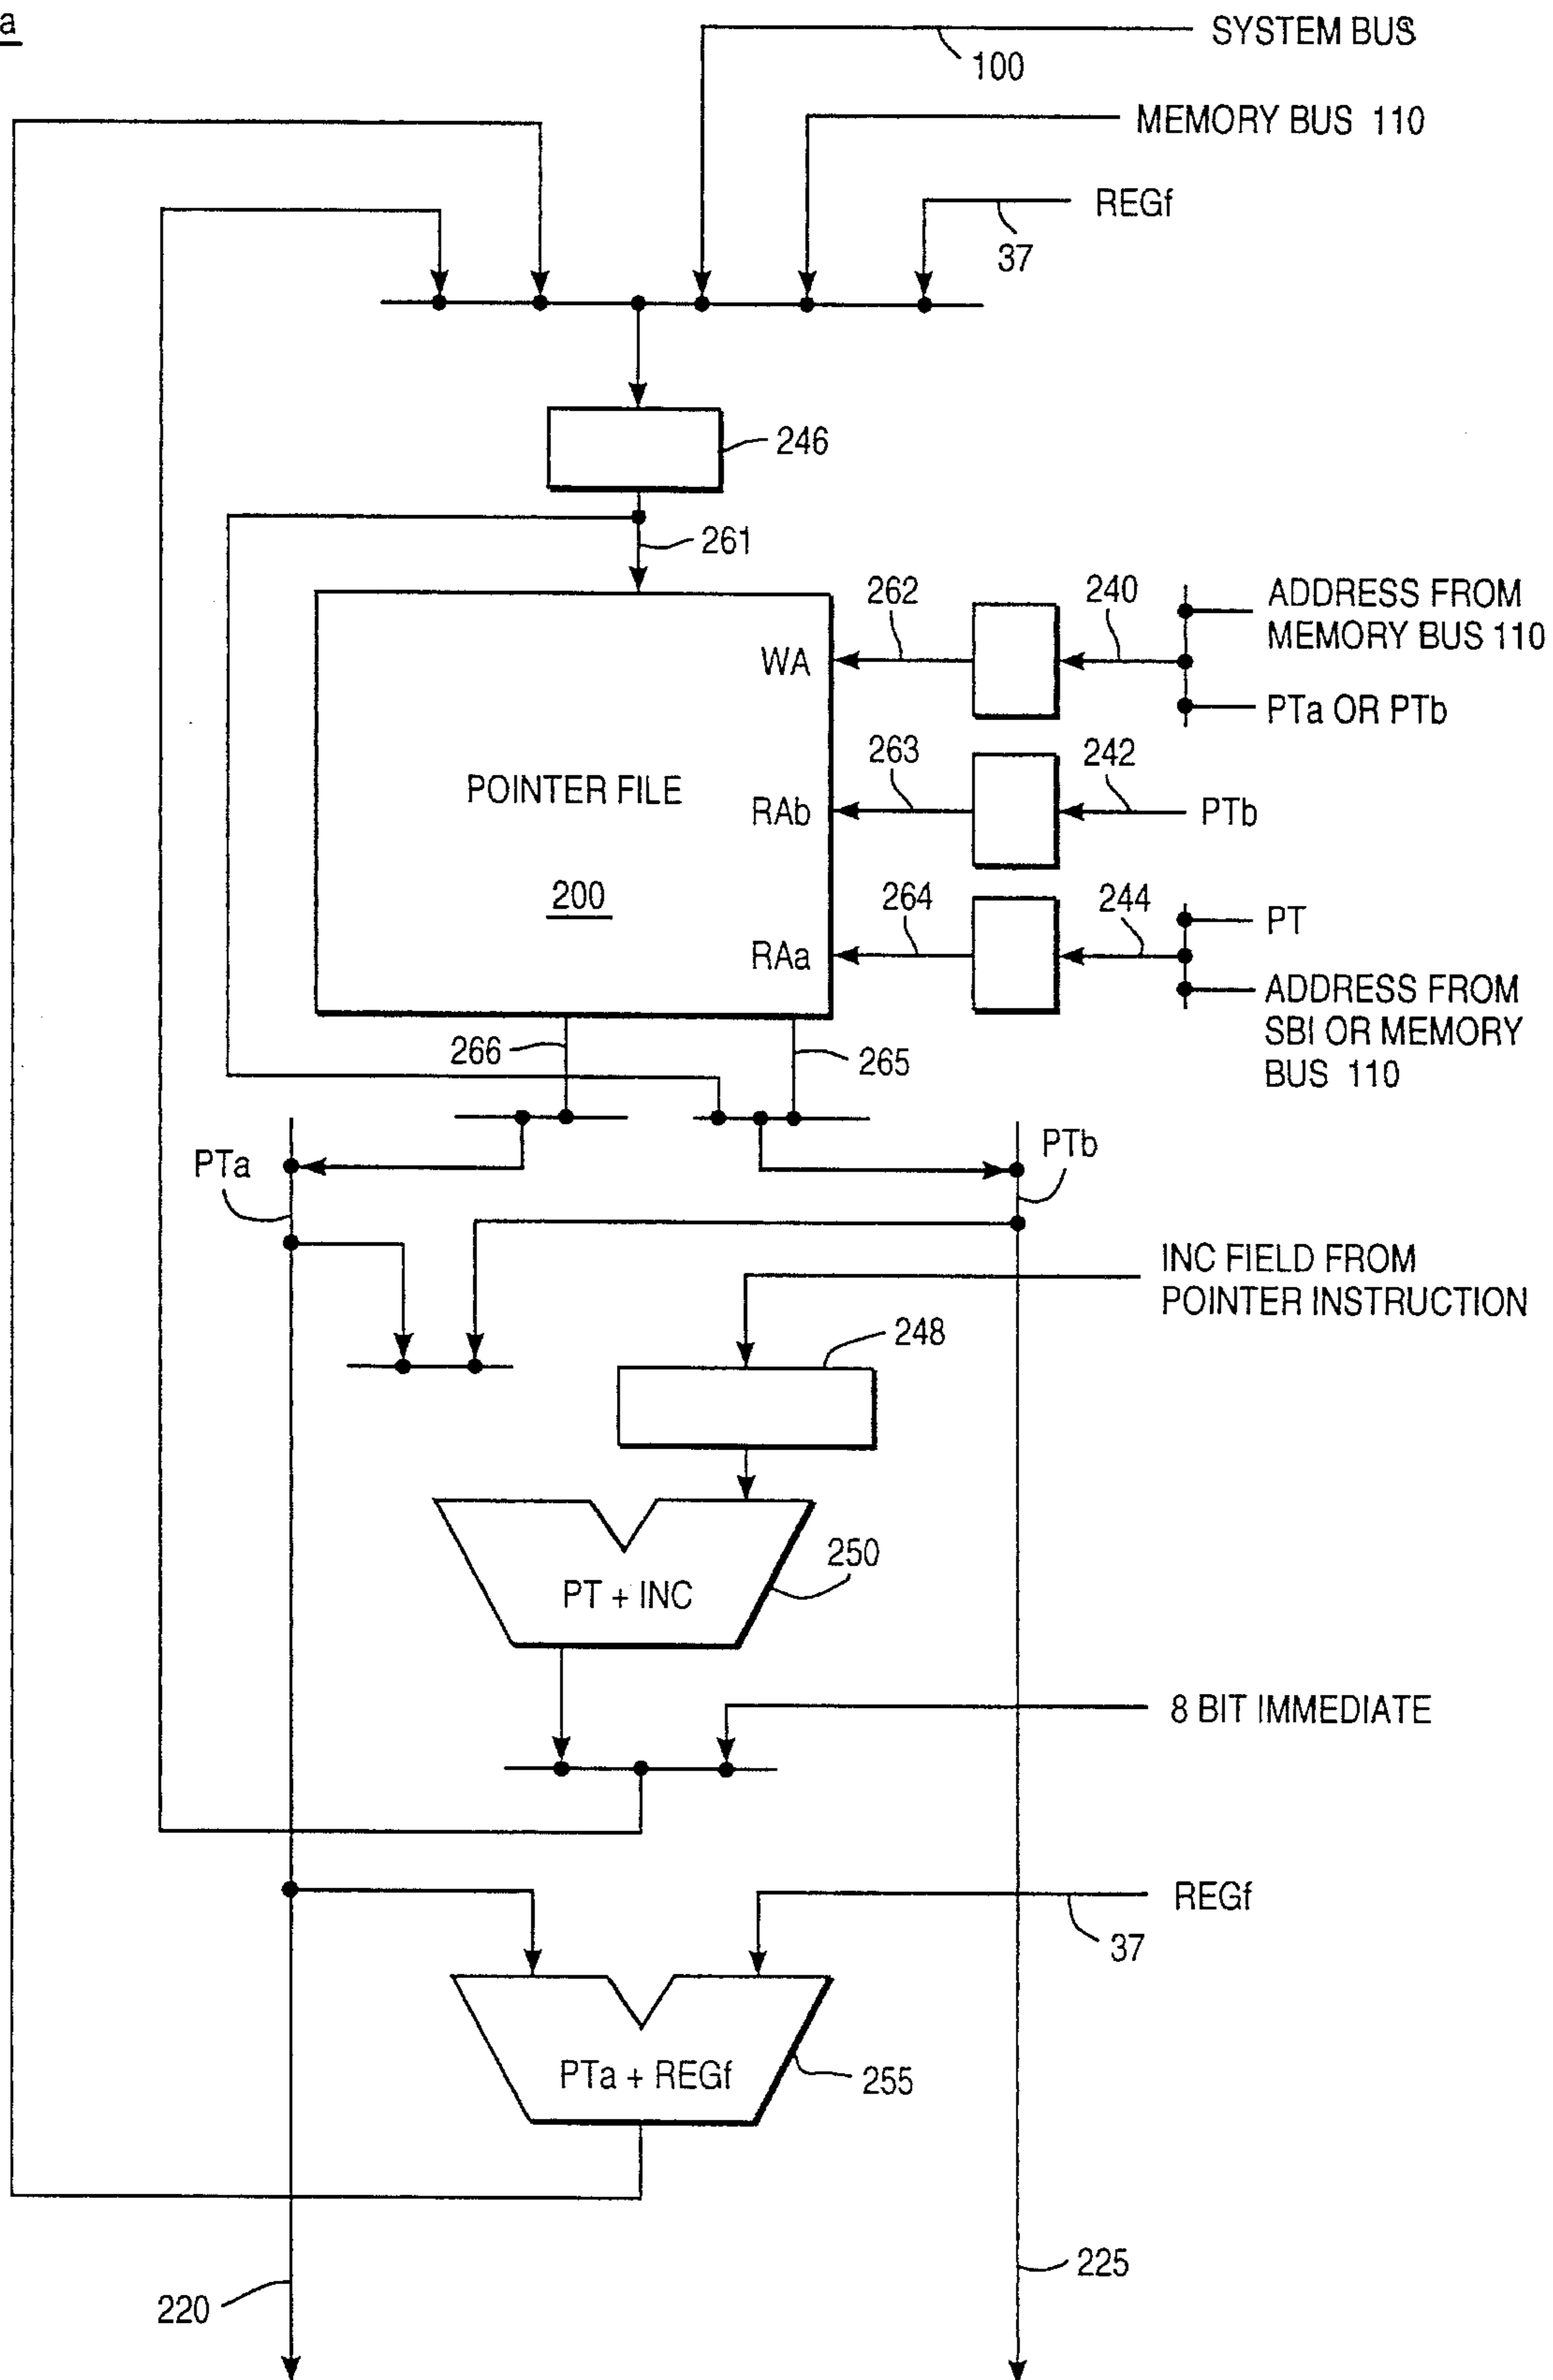 a
SYSTEM BUS
100
MEMORY BUS 110
REGf
37
246
261
262
240
ADDRESS FROM
MEMORY BUS 110
WA
PTa OR PTb
263
242
POINTER FILE
RAb
PTb
200
264
244
PT
RAa
ADDRESS FROM
SBI OR MEMORY
BUS 110
266
265
PTa
PTb
INC FIELD FROM
POINTER INSTRUCTION
248
250
PT + INC
8 BIT IMMEDIATE
REGf
37
PTa + REGf
255
225
220